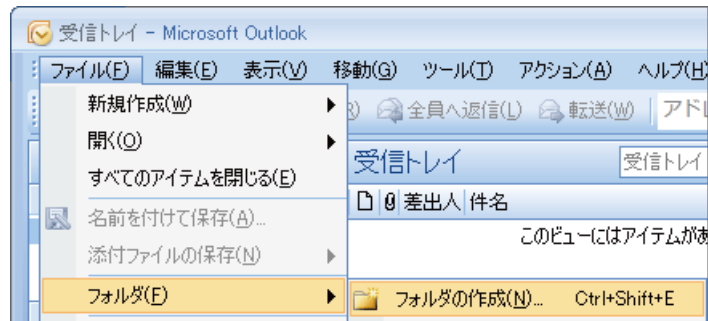 受信トレイ - Microsoft Outlook
ファイル(F) 編集(E) 表示(V) 移動(G) ツール(T) アクション(A) ヘルプ(H)
新規作成(W)
全員へ返信(L) 転送(W)
開く(O)
受信トレイ 受信トレイ
すべてのアイテムを閉じる(E)
差出人 件名
名前を付けて保存(A)...
このビューにはアイテムがあ
添付ファイルの保存(N)
フォルダ(F)
フォルダの作成(N)... Ctrl+Shift+E